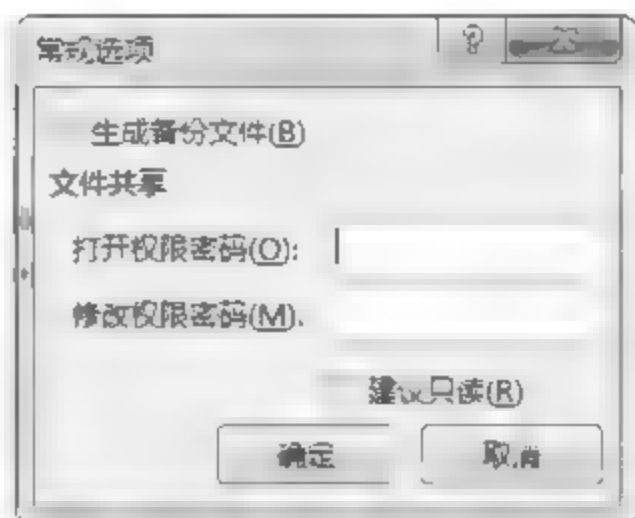 常规选项
生成备份文件(B)
文件共享
打开权限密码(O):
修改权限密码(M):
建议只读(R)
确定
取消